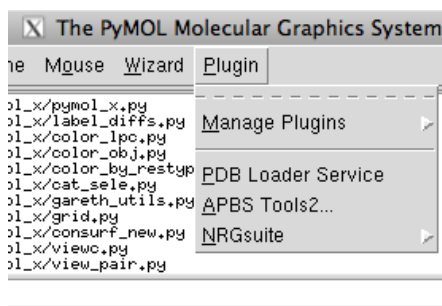 X The PyMOL Molecular Graphics System
ne Mouse Wizard Plugin
ol_x/pymol_x.py
ol_x/label_diffs.py
ol_x/color_lpc.py
ol_x/color_obj.py
ol_x/color_by_restyp
ol_x/cat_sele.py
ol_x/gareth_utils.py
ol_x/grid.py
ol_x/consurf_new.py
ol_x/viewc.py
ol_x/view_pair.py
Manage Plugins
PDB Loader Service
APBS Tools2...
NRGsuite